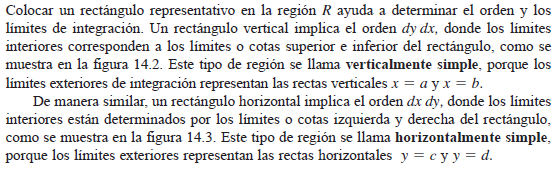 Colocar un rectángulo representativo en la región R ayuda a determinar el orden y los
límites de integración. Un rectángulo vertical implica el orden dy dx, donde los límites
interiores corresponden a los límites o cotas superior e inferior del rectángulo, como se
muestra en la figura 14.2. Este tipo de región se llama verticalmente simple, porque los
límites exteriores de integración representan las rectas verticales x = a y x = b.
De manera similar, un rectángulo horizontal implica el orden dx dy, donde los límites
interiores están determinados por los límites o cotas izquierda y derecha del rectángulo,
como se muestra en la figura 14.3. Este tipo de región se llama horizontalmente simple,
porque los límites exteriores representan las rectas horizontales y = c y y = d.